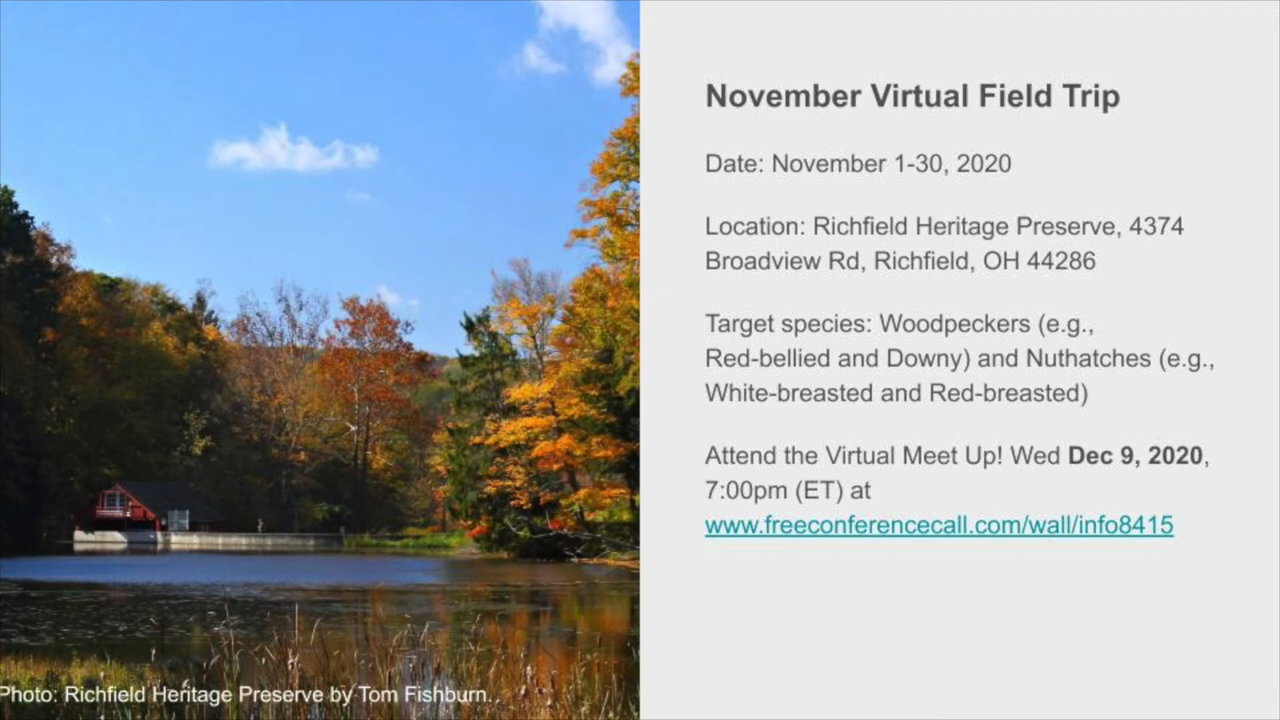 November Virtual Field Trip
Date: November 1-30, 2020
Location: Richfield Heritage Preserve, 4374
Broadview Rd, Richfield, OH 44286
Target species: Woodpeckers (e.g.,
Red-bellied and Downy) and Nuthatches (e.g.,
White-breasted and Red-breasted)
Attend the Virtual Meet Up! Wed Dec 9, 2020,
7:00pm (ET) at
www.freeconferencecall.com/wall/info8415
Photo: Richfield Heritage Preserve by Tom Fishburn.